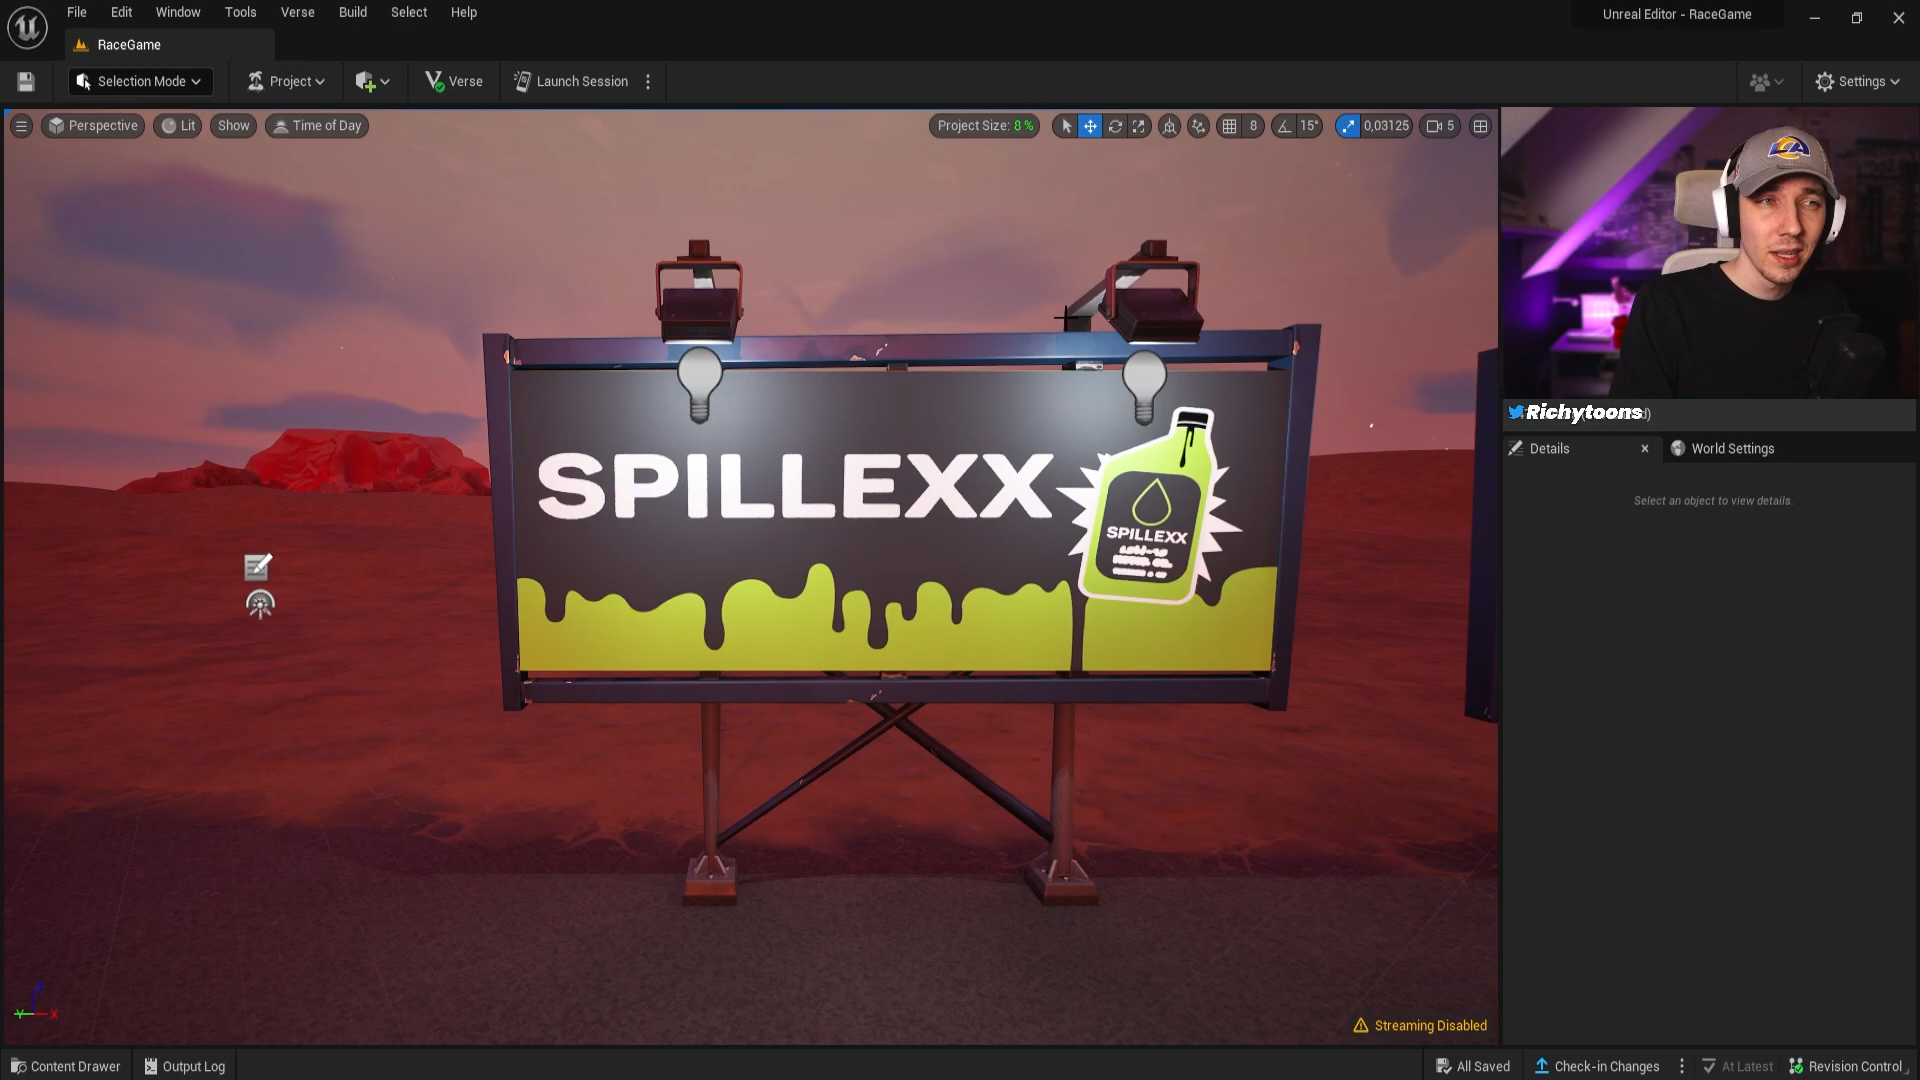 File Edit Window Tools Verse Build Select Help
Unreal Editor - RaceGame
RaceGame
Selection Mode
Project
Verse
Launch Session
Settings
Perspective
Lit
Show
Time of Day
Project Size: 8 %
8
15°
0,03125
5
Richytoons
Details
World Settings
Select an object to view details.
SPILLEXX
SPILLEXX
Streaming Disabled
Content Drawer
Output Log
All Saved
Check-in Changes
At Latest
Revision Control